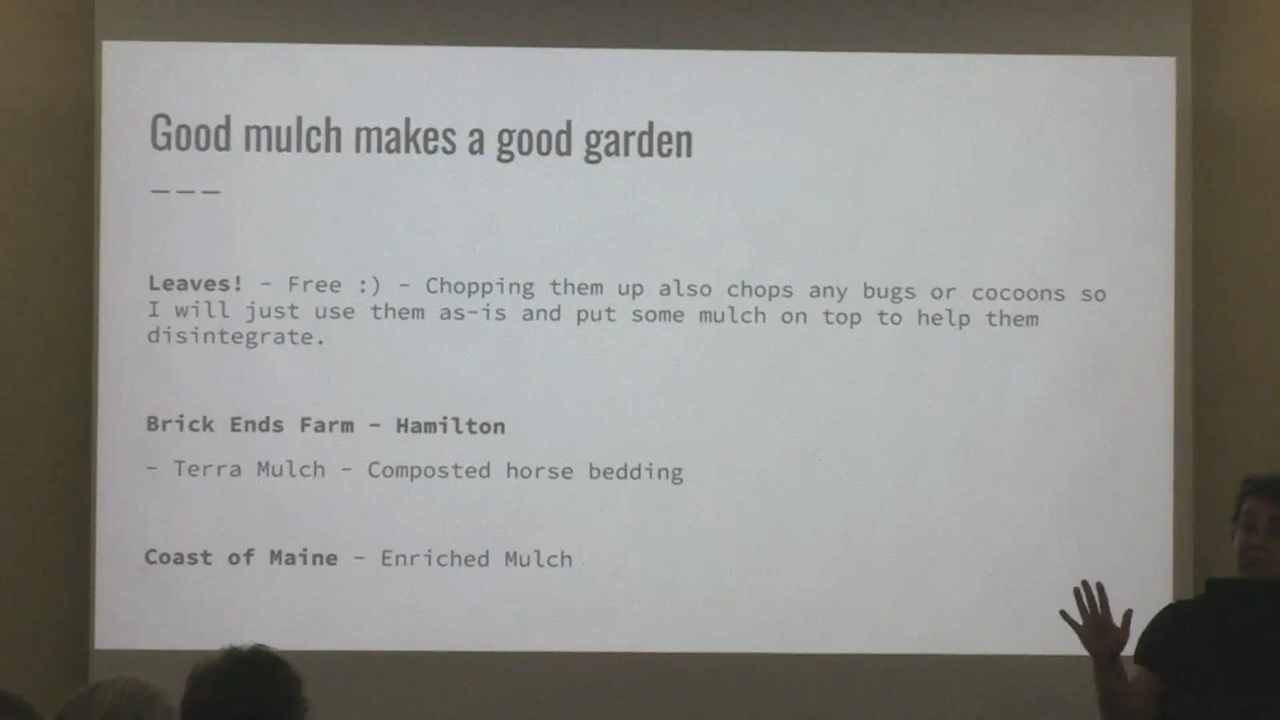 Good mulch makes a good garden
———
Leaves! - Free :) - Chopping them up also chops any bugs or cocoons so
I will just use them as-is and put some mulch on top to help them
disintegrate.
Brick Ends Farm - Hamilton
- Terra Mulch - Composted horse bedding
Coast of Maine - Enriched Mulch